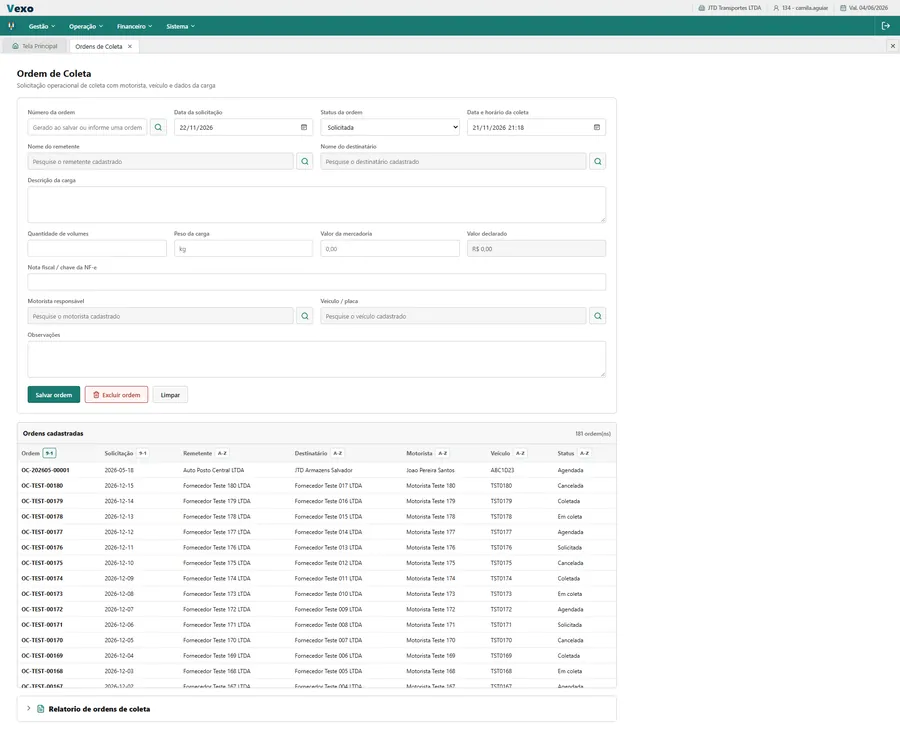 Vexo JTD Transportes LTDA 134 - camila.aguiar Val. 04/06/2026
Gestão Operação Financeiro Sistema
Tela Principal Ordens de Coleta ×
Ordem de Coleta
Solicitação operacional de coleta com motorista, veículo e dados da carga
Número da ordem Data da solicitação Status da ordem Data e horário da coleta
Gerado ao salvar ou informe uma ordem 22/11/2026 Solicitada 21/11/2026 21:18
Nome do remetente Nome do destinatário
Pesquise o remetente cadastrado Pesquise o destinatário cadastrado
Descrição da carga
Quantidade de volumes Peso da carga Valor da mercadoria Valor declarado
kg 0,00 R$ 0,00
Nota fiscal / chave da NF-e
Motorista responsável Veículo / placa
Pesquise o motorista cadastrado Pesquise o veículo cadastrado
Observações
Salvar ordem Excluir ordem Limpar
Ordens cadastradas 181 ordem(ns)
Ordem 9-1 Solicitação 9-1 Remetente A-Z Destinatário A-Z Motorista A-Z Veículo A-Z Status A-Z
OC-202605-00001 2026-05-18 Auto Posto Central LTDA JTD Armazens Salvador Joao Pereira Santos ABC1D23 Agendada
OC-TEST-00180 2026-12-15 Fornecedor Teste 180 LTDA Fornecedor Teste 017 LTDA Motorista Teste 180 TST0180 Cancelada
OC-TEST-00179 2026-12-14 Fornecedor Teste 179 LTDA Fornecedor Teste 016 LTDA Motorista Teste 179 TST0179 Coletada
OC-TEST-00178 2026-12-13 Fornecedor Teste 178 LTDA Fornecedor Teste 015 LTDA Motorista Teste 178 TST0178 Em coleta
OC-TEST-00177 2026-12-12 Fornecedor Teste 177 LTDA Fornecedor Teste 014 LTDA Motorista Teste 177 TST0177 Agendada
OC-TEST-00176 2026-12-11 Fornecedor Teste 176 LTDA Fornecedor Teste 013 LTDA Motorista Teste 176 TST0176 Solicitada
OC-TEST-00175 2026-12-10 Fornecedor Teste 175 LTDA Fornecedor Teste 012 LTDA Motorista Teste 175 TST0175 Cancelada
OC-TEST-00174 2026-12-09 Fornecedor Teste 174 LTDA Fornecedor Teste 011 LTDA Motorista Teste 174 TST0174 Coletada
OC-TEST-00173 2026-12-08 Fornecedor Teste 173 LTDA Fornecedor Teste 010 LTDA Motorista Teste 173 TST0173 Em coleta
OC-TEST-00172 2026-12-07 Fornecedor Teste 172 LTDA Fornecedor Teste 009 LTDA Motorista Teste 172 TST0172 Agendada
OC-TEST-00171 2026-12-06 Fornecedor Teste 171 LTDA Fornecedor Teste 008 LTDA Motorista Teste 171 TST0171 Solicitada
OC-TEST-00170 2026-12-05 Fornecedor Teste 170 LTDA Fornecedor Teste 007 LTDA Motorista Teste 170 TST0170 Cancelada
OC-TEST-00169 2026-12-04 Fornecedor Teste 169 LTDA Fornecedor Teste 006 LTDA Motorista Teste 169 TST0169 Coletada
OC-TEST-00168 2026-12-03 Fornecedor Teste 168 LTDA Fornecedor Teste 005 LTDA Motorista Teste 168 TST0168 Em coleta
OC-TEST-00167 2026-12-02 Fornecedor Teste 167 LTDA Fornecedor Teste 004 LTDA Motorista Teste 167 TST0167 Agendada
Relatorio de ordens de coleta